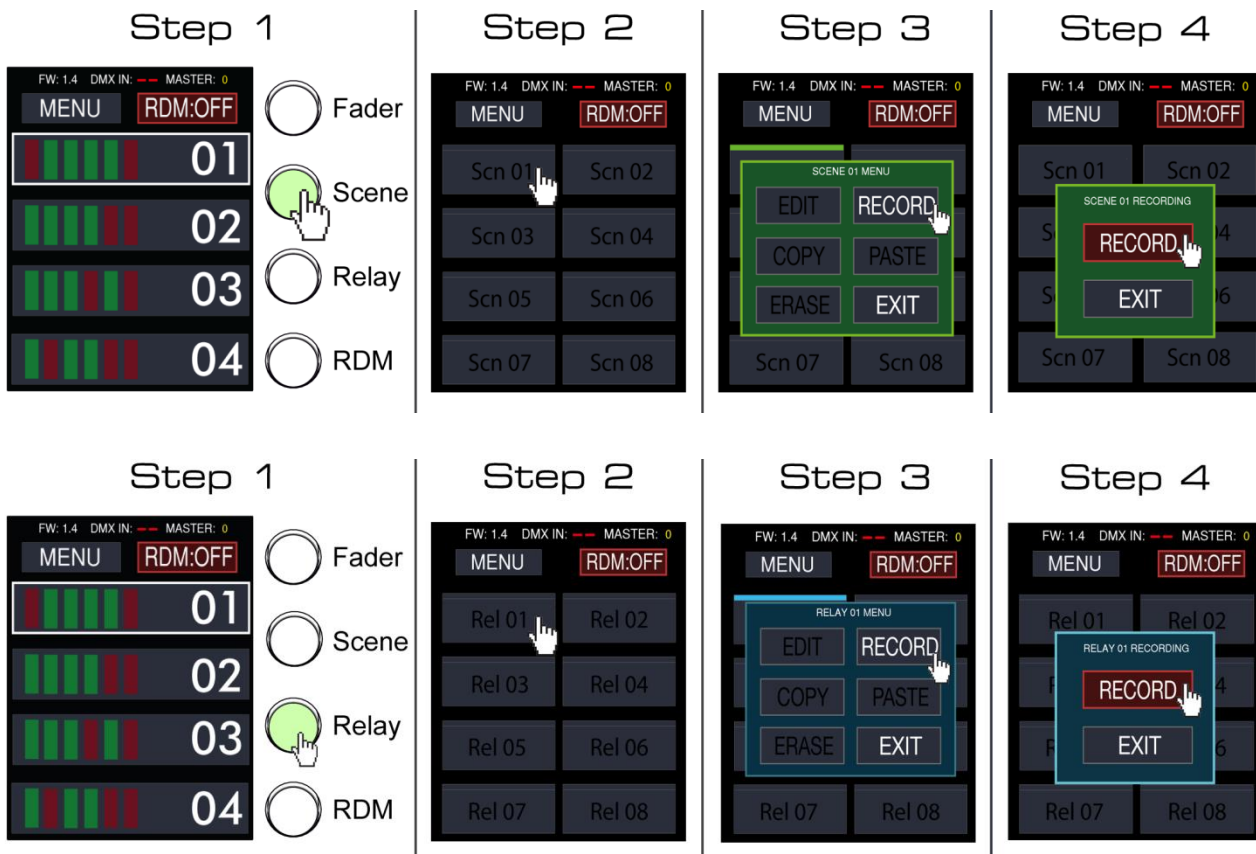 Step 1
FW: 1.4 DMX IN: -- MASTER: 0
MENU RDM:OFF
01
02
03
04
Fader
Scene
Relay
RDM
Step 2
FW: 1.4 DMX IN: -- MASTER: 0
MENU RDM:OFF
Scn 01 Scn 02
Scn 03 Scn 04
Scn 05 Scn 06
Scn 07 Scn 08
Step 3
FW: 1.4 DMX IN: -- MASTER: 0
MENU RDM:OFF
SCENE 01 MENU
EDIT RECORD
COPY PASTE
ERASE EXIT
Scn 07 Scn 08
Step 4
FW: 1.4 DMX IN: -- MASTER: 0
MENU RDM:OFF
Scn 01 Scn 02
SCENE 01 RECORDING
RECORD
EXIT
Scn 07 Scn 08
Step 1
FW: 1.4 DMX IN: -- MASTER: 0
MENU RDM:OFF
01
02
03
04
Fader
Scene
Relay
RDM
Step 2
FW: 1.4 DMX IN: -- MASTER: 0
MENU RDM:OFF
Rel 01 Rel 02
Rel 03 Rel 04
Rel 05 Rel 06
Rel 07 Rel 08
Step 3
FW: 1.4 DMX IN: -- MASTER: 0
MENU RDM:OFF
RELAY 01 MENU
EDIT RECORD
COPY PASTE
ERASE EXIT
Rel 07 Rel 08
Step 4
FW: 1.4 DMX IN: -- MASTER: 0
MENU RDM:OFF
Rel 01 Rel 02
RELAY 01 RECORDING
RECORD
EXIT
Rel 07 Rel 08